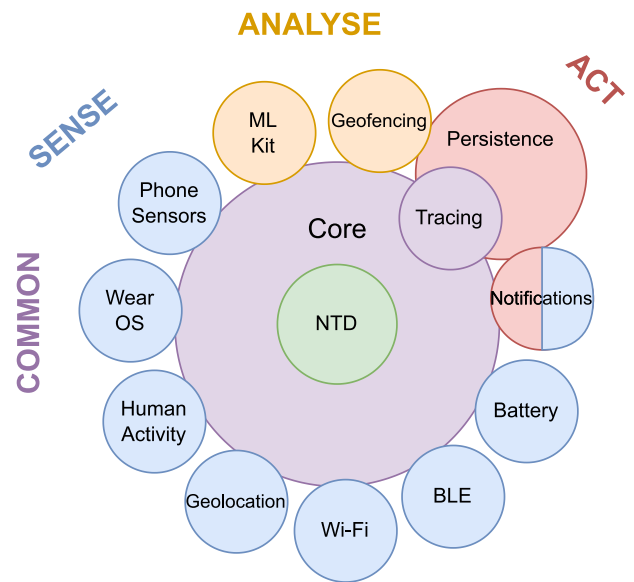 ANALYSE
ACT
SENSE
COMMON
ML
Kit
Geofencing
Persistence
Phone
Sensors
Core
Tracing
Wear
OS
NTD
Notifications
Human
Activity
Battery
Geolocation
Wi-Fi
BLE